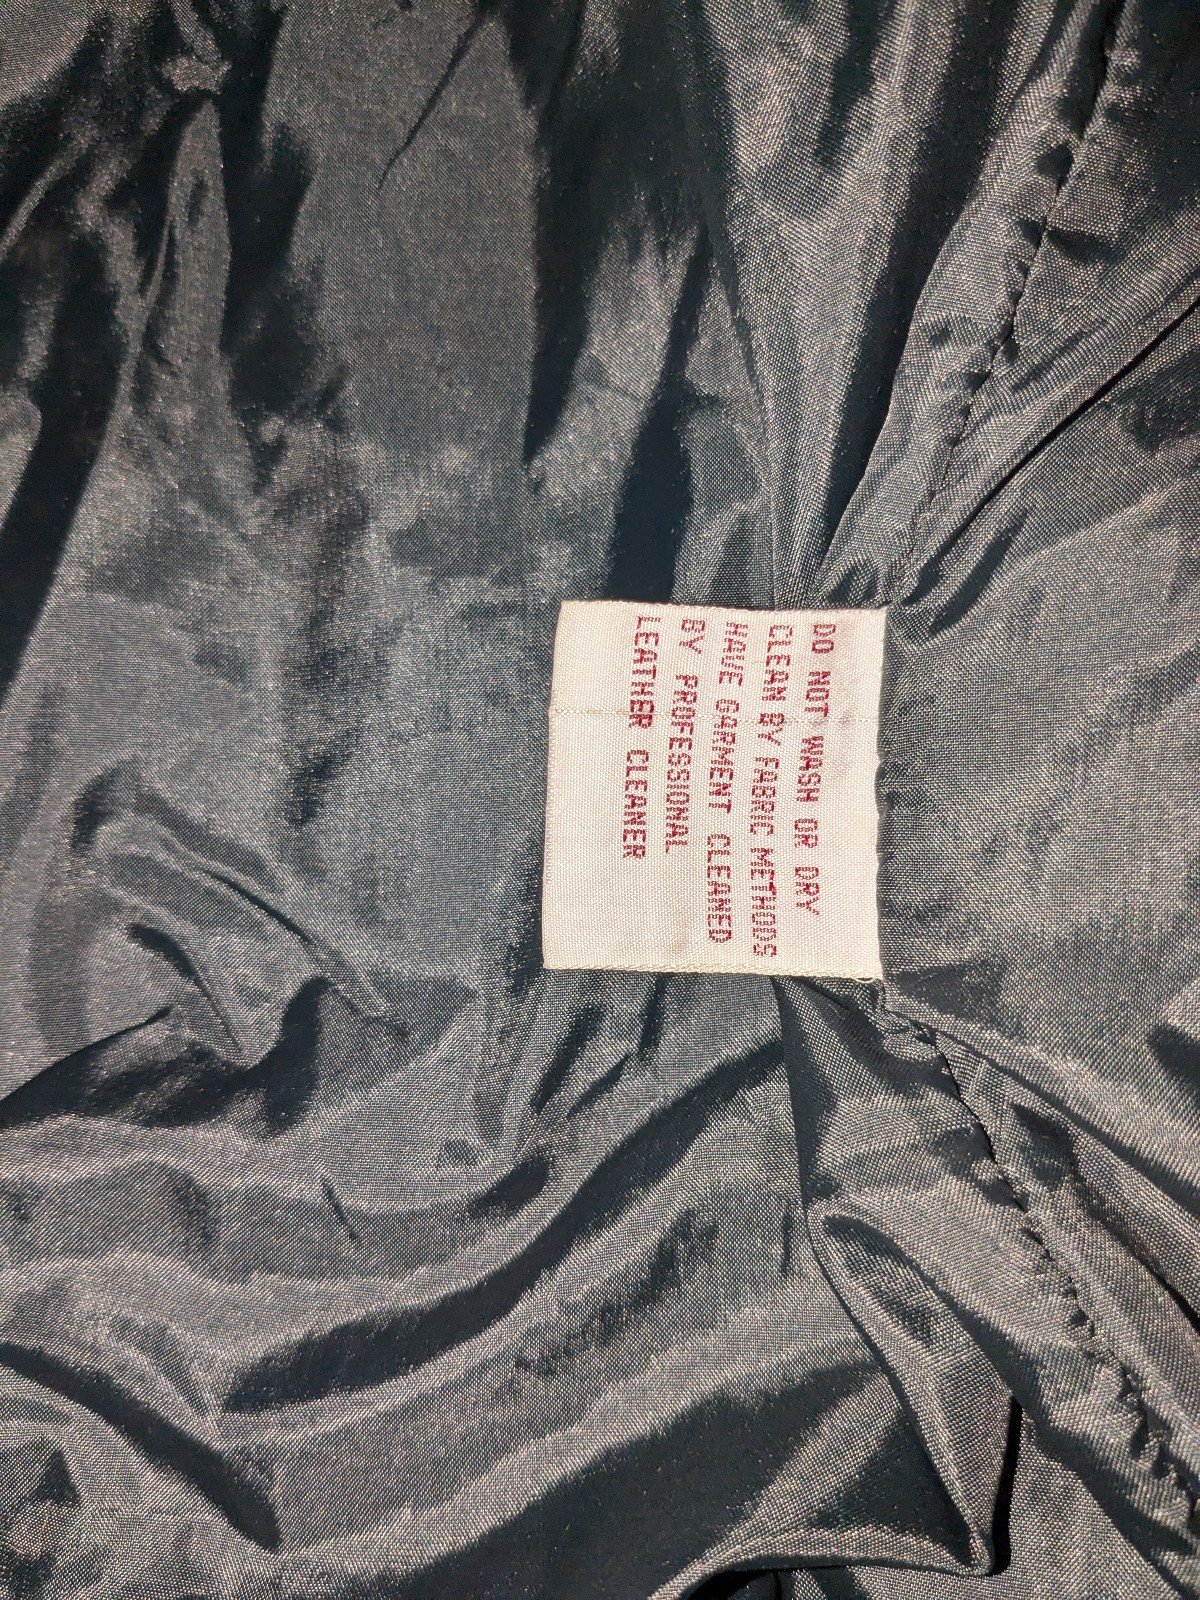 DO NOT WASH OR DRY
CLEAN BY FABRIC METHODS
HAVE GARMENT CLEANED
BY PROFESSIONAL
LEATHER CLEANER